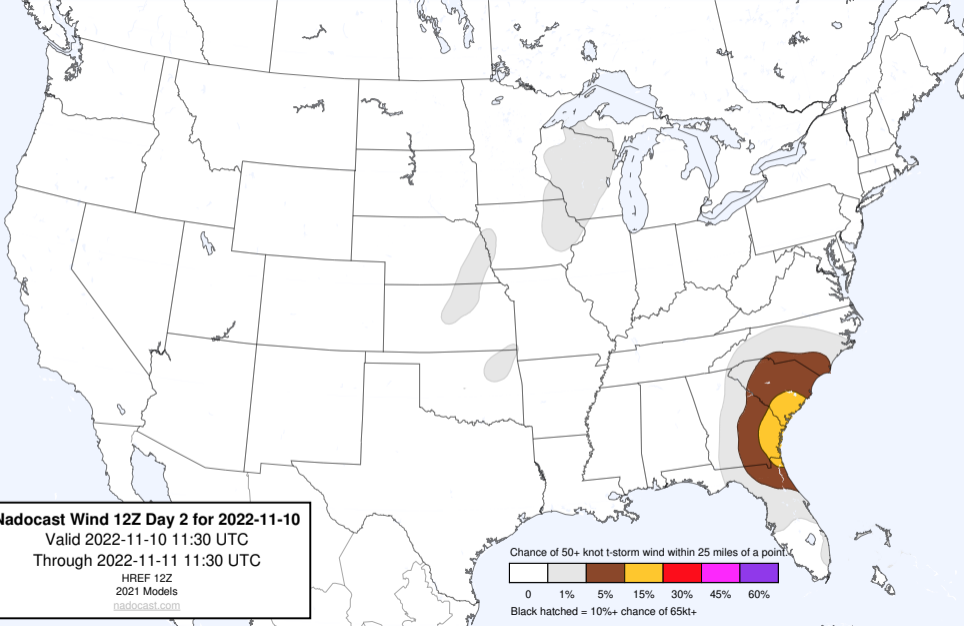 Nadocast Wind 12Z Day 2 for 2022-11-10
Valid 2022-11-10 11:30 UTC
Through 2022-11-11 11:30 UTC
HREF 12Z
2021 Models
nadocast.com
Chance of 50+ knot t-storm wind within 25 miles of a point.
0 1% 5% 15% 30% 45% 60%
Black hatched = 10%+ chance of 65kt+